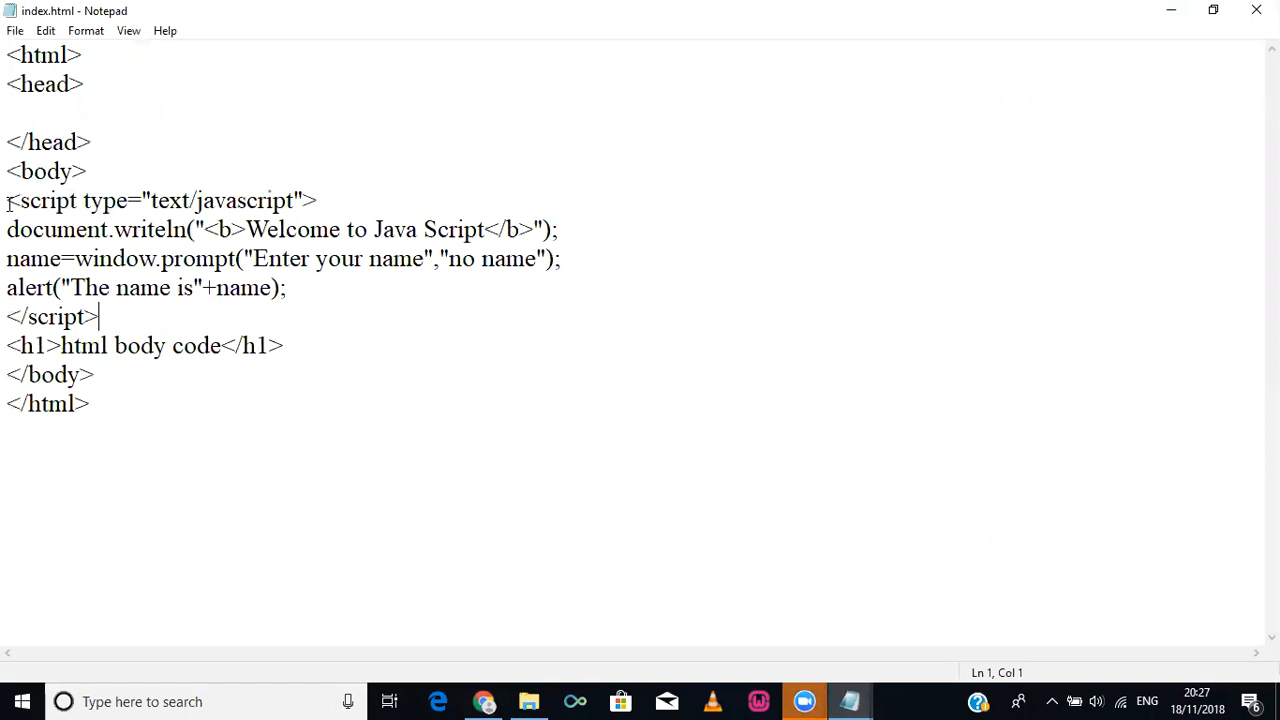 index.html - Notepad
File Edit Format View Help
<html>
<head>
</head>
<body>
<script type="text/javascript">
document.writeln("<b>Welcome to Java Script</b>");
name=window.prompt("Enter your name","no name");
alert("The name is"+name);
</script>
<h1>html body code</h1>
</body>
</html>
Ln 1, Col 1
Type here to search
ENG
20:27
18/11/2018
6